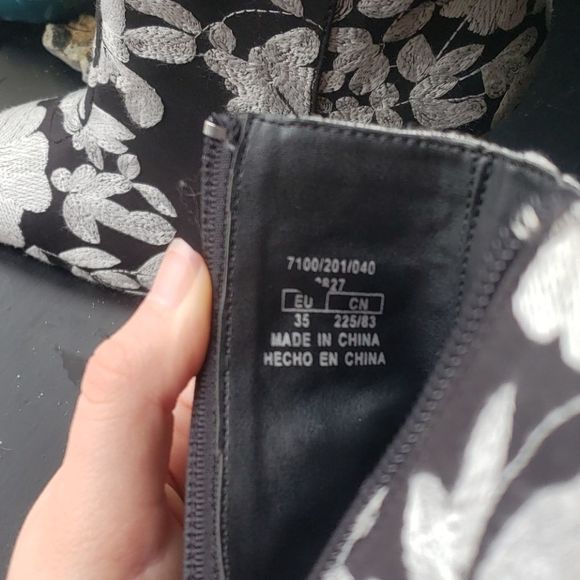 7100/201/040
EU CN
35 225/83
MADE IN CHINA
HECHO EN CHINA